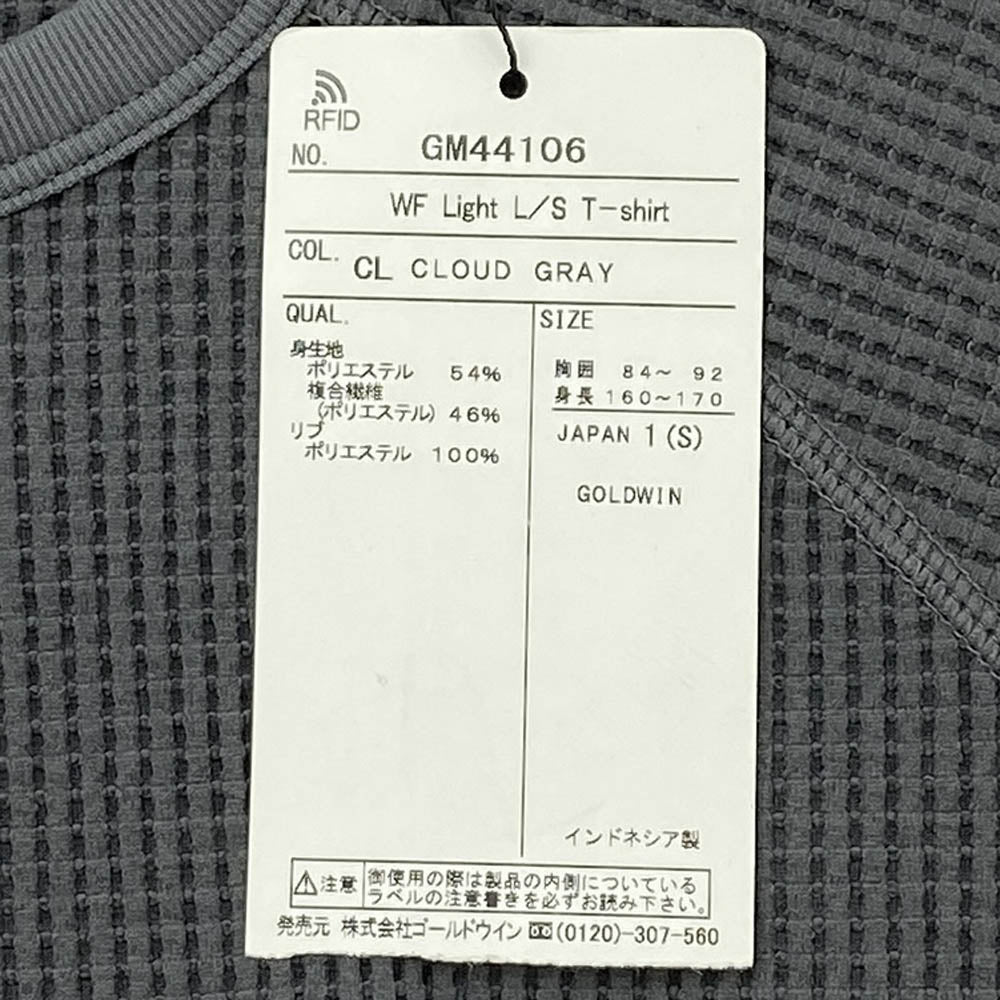 RFID
NO. GM44106
WF Light L/S T-shirt
COL. CL CLOUD GRAY
QUAL.
身生地
ポリエステル 54%
複合繊維
(ポリエステル) 46%
リブ
ポリエステル 100%
SIZE
胸囲 84～ 92
身長 160～170
JAPAN 1 (S)
GOLDWIN
インドネシア製
⚠注意
御使用の際は製品の内側についている
ラベルの注意書きを必ずお読み下さい。
発売元 株式会社ゴールドウイン (0120)-307-560